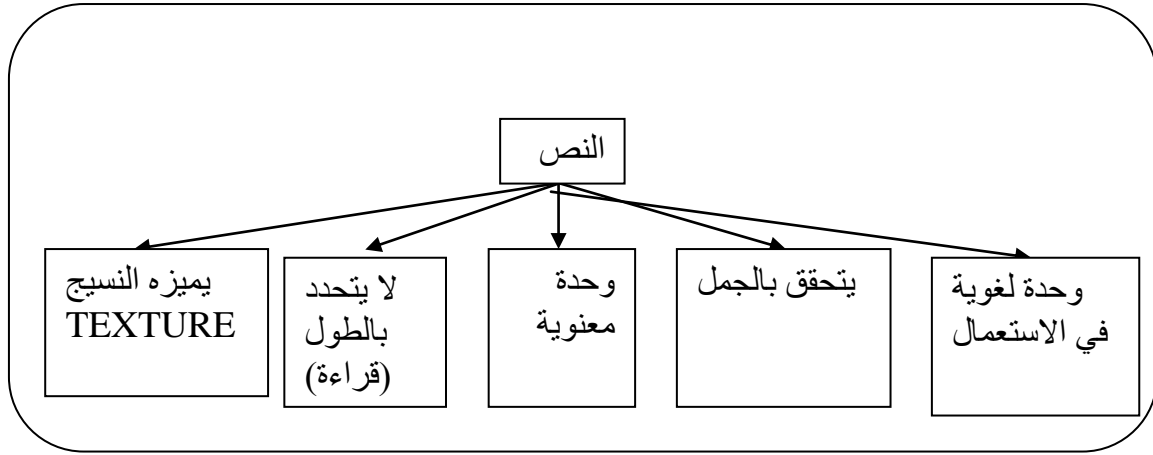 النص
وحدة لغوية
في الاستعمال
يتحقق بالجمل
وحدة
معنوية
لا يتحدد
بالطول
(قراءة)
يميزه النسيج
TEXTURE